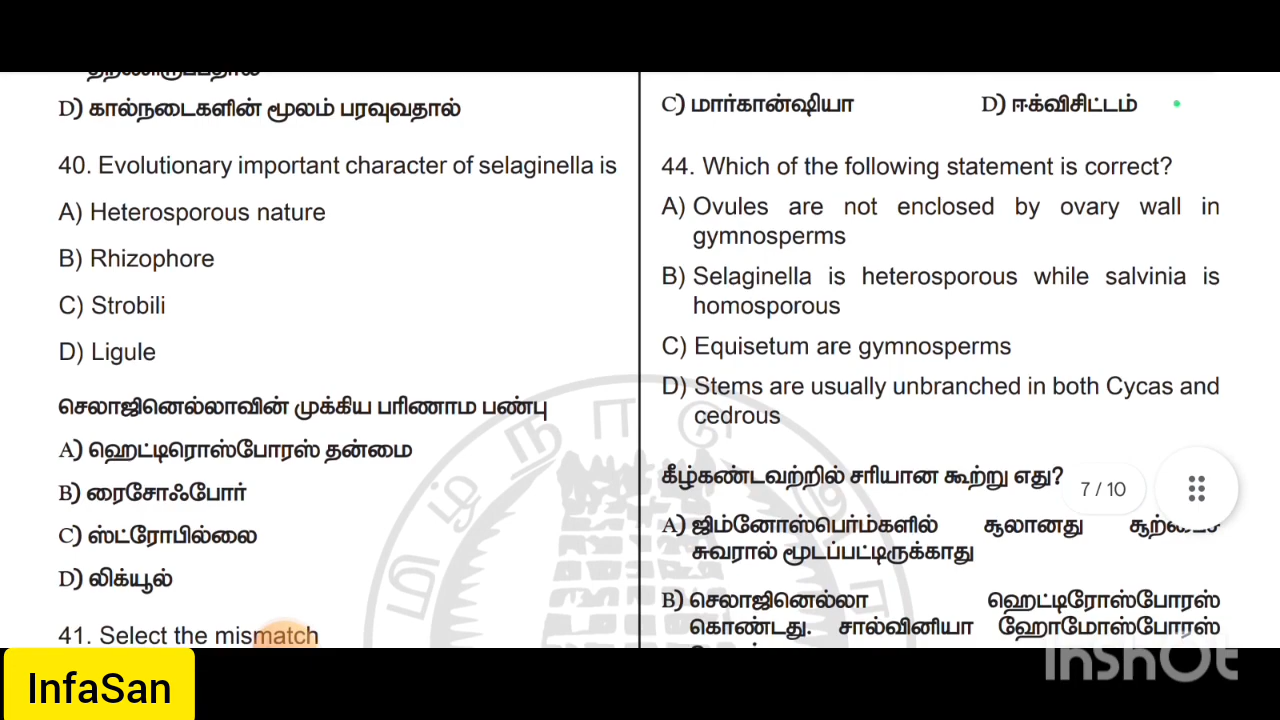 D) கால்நடைகளின் மூலம் பரவுவதால்
40. Evolutionary important character of selaginella is
A) Heterosporous nature
B) Rhizophore
C) Strobili
D) Ligule
செலாஜினெல்லாவின் முக்கிய பரிணாம பண்பு
A) ஹெட்டிரொஸ்போரஸ் தன்மை
B) ரைசோஃபோர்
C) ஸ்ட்ரோபில்லை
D) லிக்யூல்
41. Select the mismatch
C) மார்கான்ஷியா D) ஈக்விசிட்டம்
44. Which of the following statement is correct?
A) Ovules are not enclosed by ovary wall in
gymnosperms
B) Selaginella is heterosporous while salvinia is
homosporous
C) Equisetum are gymnosperms
D) Stems are usually unbranched in both Cycas and
cedrous
கீழ்கண்டவற்றில் சரியான கூற்று எது?
A) ஜிம்னோஸ்பெர்ம்களில் சூலானது
சுவரால் மூடப்பட்டிருக்காது
B) செலாஜினெல்லா ஹெட்டிரோஸ்போரஸ்
கொண்டது. சால்வினியா ஹோமோஸ்போரஸ்
7 / 10
InfaSan
InShOt